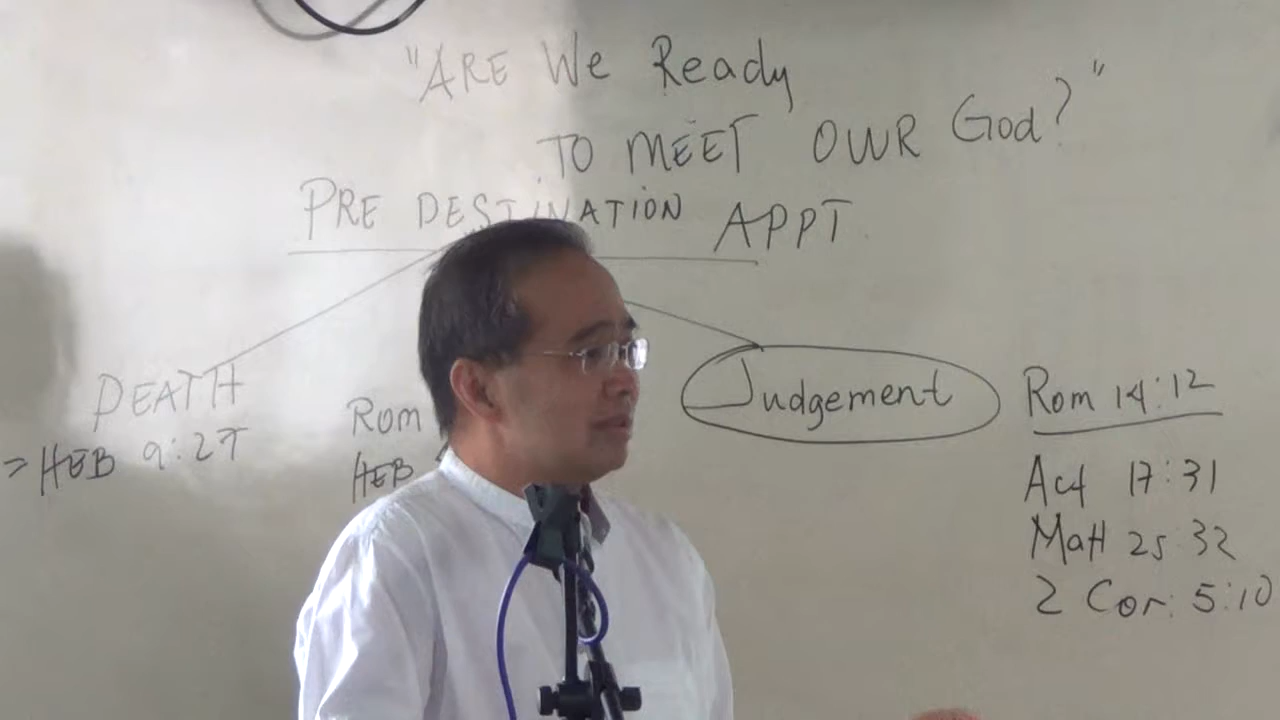 "ARE We Ready
TO MEET OWR God?"
PRE DESTINATION APPT.
DEATH
⇒ HEB 9:27
Rom
HEB
Judgement
Rom 14:12
Act 17:31
Matt 25 32
2 Cor: 5:10